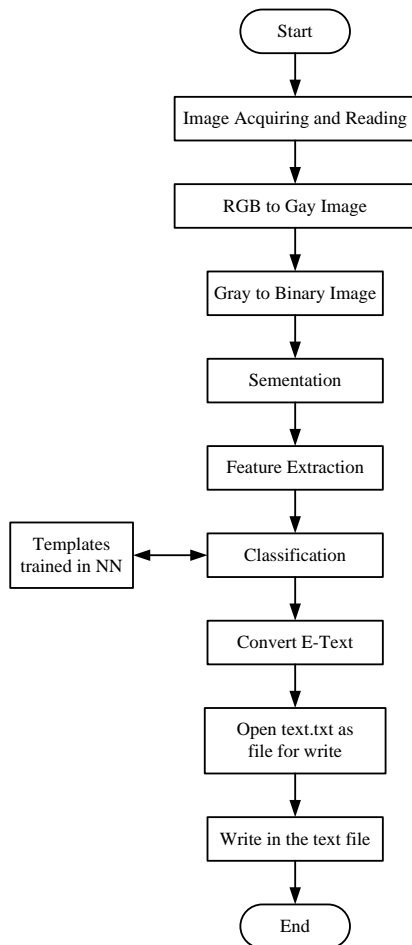 Start
Image Acquiring and Reading
RGB to Gay Image
Gray to Binary Image
Sementation
Feature Extraction
Templates
trained in NN
Classification
Convert E-Text
Open text.txt as
file for write
Write in the text file
End